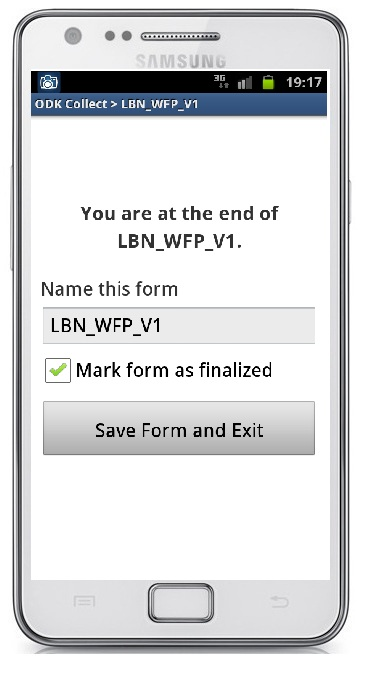 SAMSUNG
3G 19:17
ODK Collect > LBN_WFP_V1
You are at the end of
LBN_WFP_V1.
Name this form
LBN_WFP_V1
Mark form as finalized
Save Form and Exit